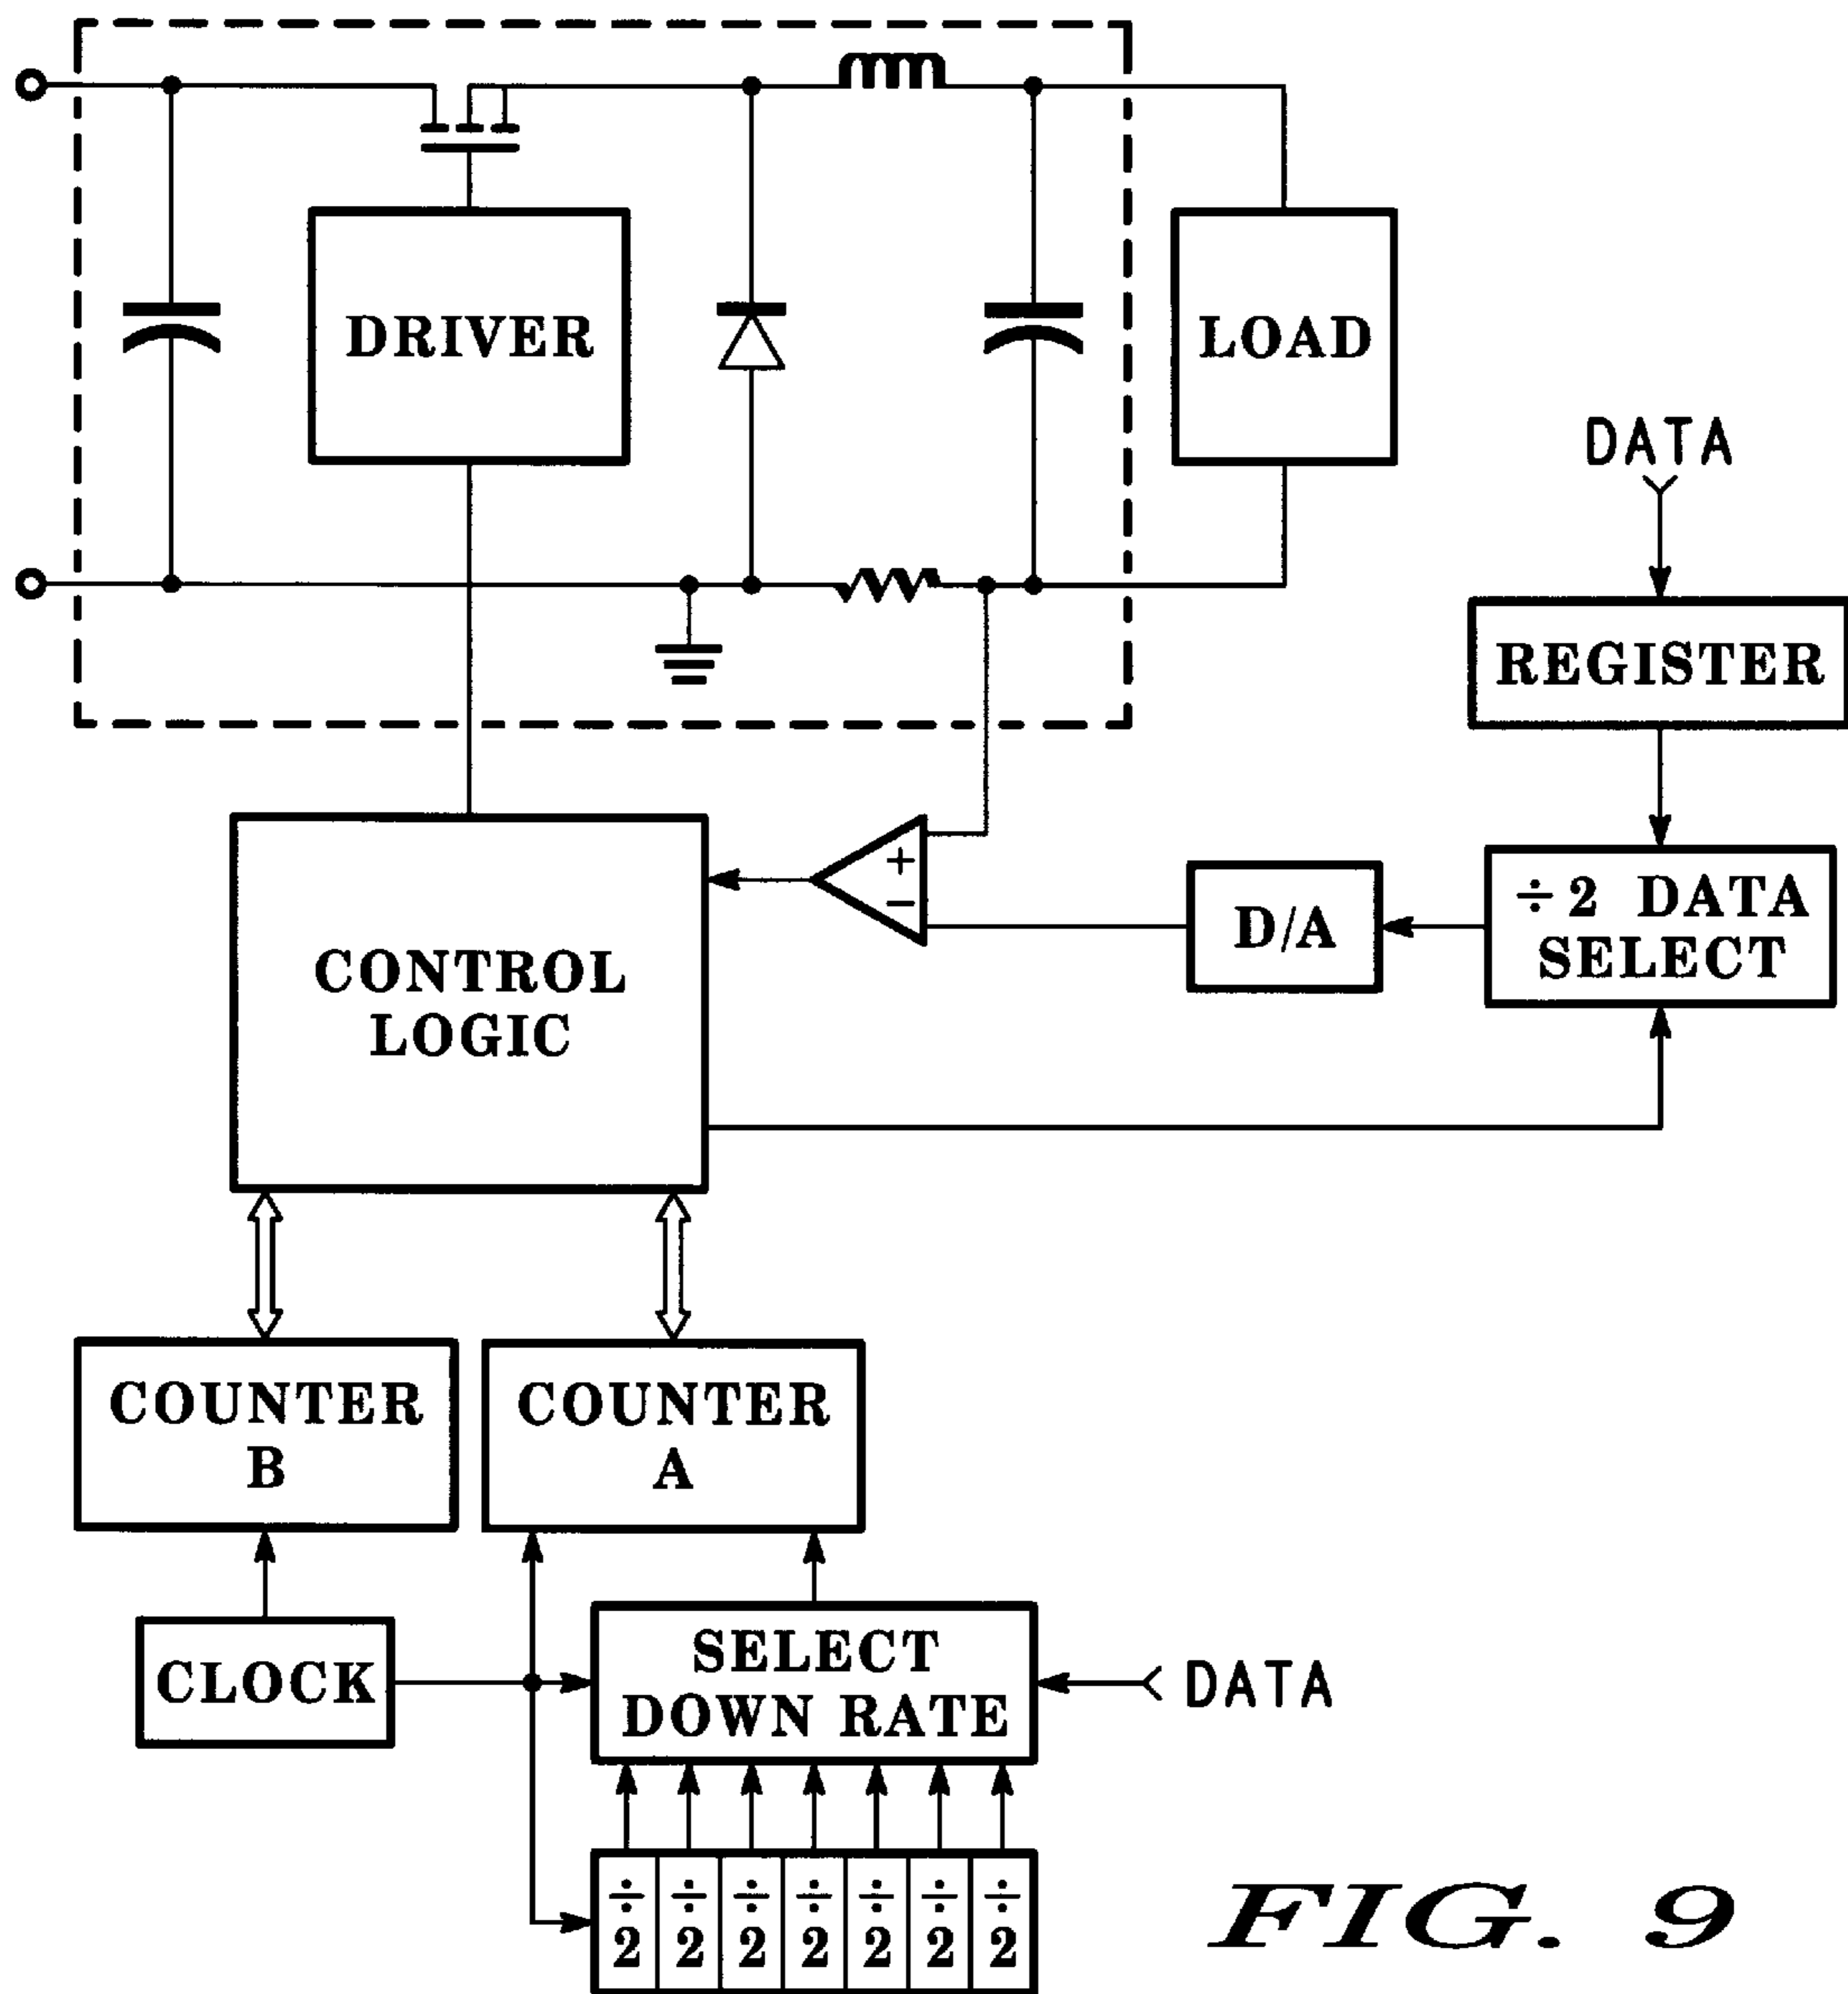 DRIVER
LOAD
DATA
REGISTER
÷2 DATA
SELECT
D/A
+
−
CONTROL
LOGIC
COUNTER
B
COUNTER
A
CLOCK
SELECT
DOWN RATE
DATA
÷2 ÷2 ÷2 ÷2 ÷2 ÷2 ÷2
FIG. 9